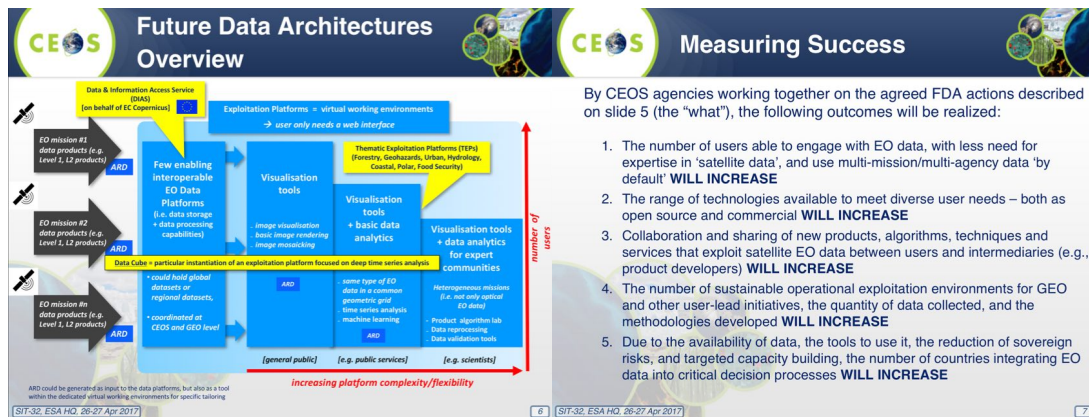 CEOS
Future Data Architectures
Overview
Data & Information Access Service
(DIAS)
[on behalf of EC Copernicus]
Exploitation Platforms = virtual working environments
→ user only needs a web interface
EO mission #1
data products (e.g.
Level 1, L2 products)
ARD
EO mission #2
data products (e.g.
Level 1, L2 products)
ARD
EO mission #n
data products (e.g.
Level 1, L2 products)
ARD
Few enabling
interoperable
EO Data
Platforms
(i.e. data storage
+ data processing
capabilities)
• could hold global
datasets or
regional datasets,
• coordinated at
CEOS and GEO level
Visualisation
tools
. image visualisation
. basic image rendering
. image mosaicking
ARD
Thematic Exploitation Platforms (TEPs)
(Forestry, Geohazards, Urban, Hydrology,
Coastal, Polar, Food Security)
Visualisation
tools
+ basic data
analytics
. same type of EO
data in a common
geometric grid
. time series analysis
. machine learning
ARD
Visualisation tools
+ data analytics
for expert
communities
Heterogeneous missions
(i.e. not only optical
EO data)
. Product algorithm lab
. Data reprocessing
. Data validation tools
Data Cube = particular instantiation of an exploitation platform focused on deep time series analysis
number of
users
[general public]
[e.g. public services]
[e.g. scientists]
increasing platform complexity/flexibility
ARD could be generated as input to the data platforms, but also as a tool
within the dedicated virtual working environments for specific tailoring
SIT-32, ESA HQ, 26-27 Apr 2017
6
CEOS
Measuring Success
By CEOS agencies working together on the agreed FDA actions described
on slide 5 (the “what”), the following outcomes will be realized:
1. The number of users able to engage with EO data, with less need for
expertise in ‘satellite data’, and use multi-mission/multi-agency data ‘by
default’ WILL INCREASE
2. The range of technologies available to meet diverse user needs – both as
open source and commercial WILL INCREASE
3. Collaboration and sharing of new products, algorithms, techniques and
services that exploit satellite EO data between users and intermediaries (e.g.,
product developers) WILL INCREASE
4. The number of sustainable operational exploitation environments for GEO
and other user-lead initiatives, the quantity of data collected, and the
methodologies developed WILL INCREASE
5. Due to the availability of data, the tools to use it, the reduction of sovereign
risks, and targeted capacity building, the number of countries integrating EO
data into critical decision processes WILL INCREASE
SIT-32, ESA HQ, 26-27 Apr 2017